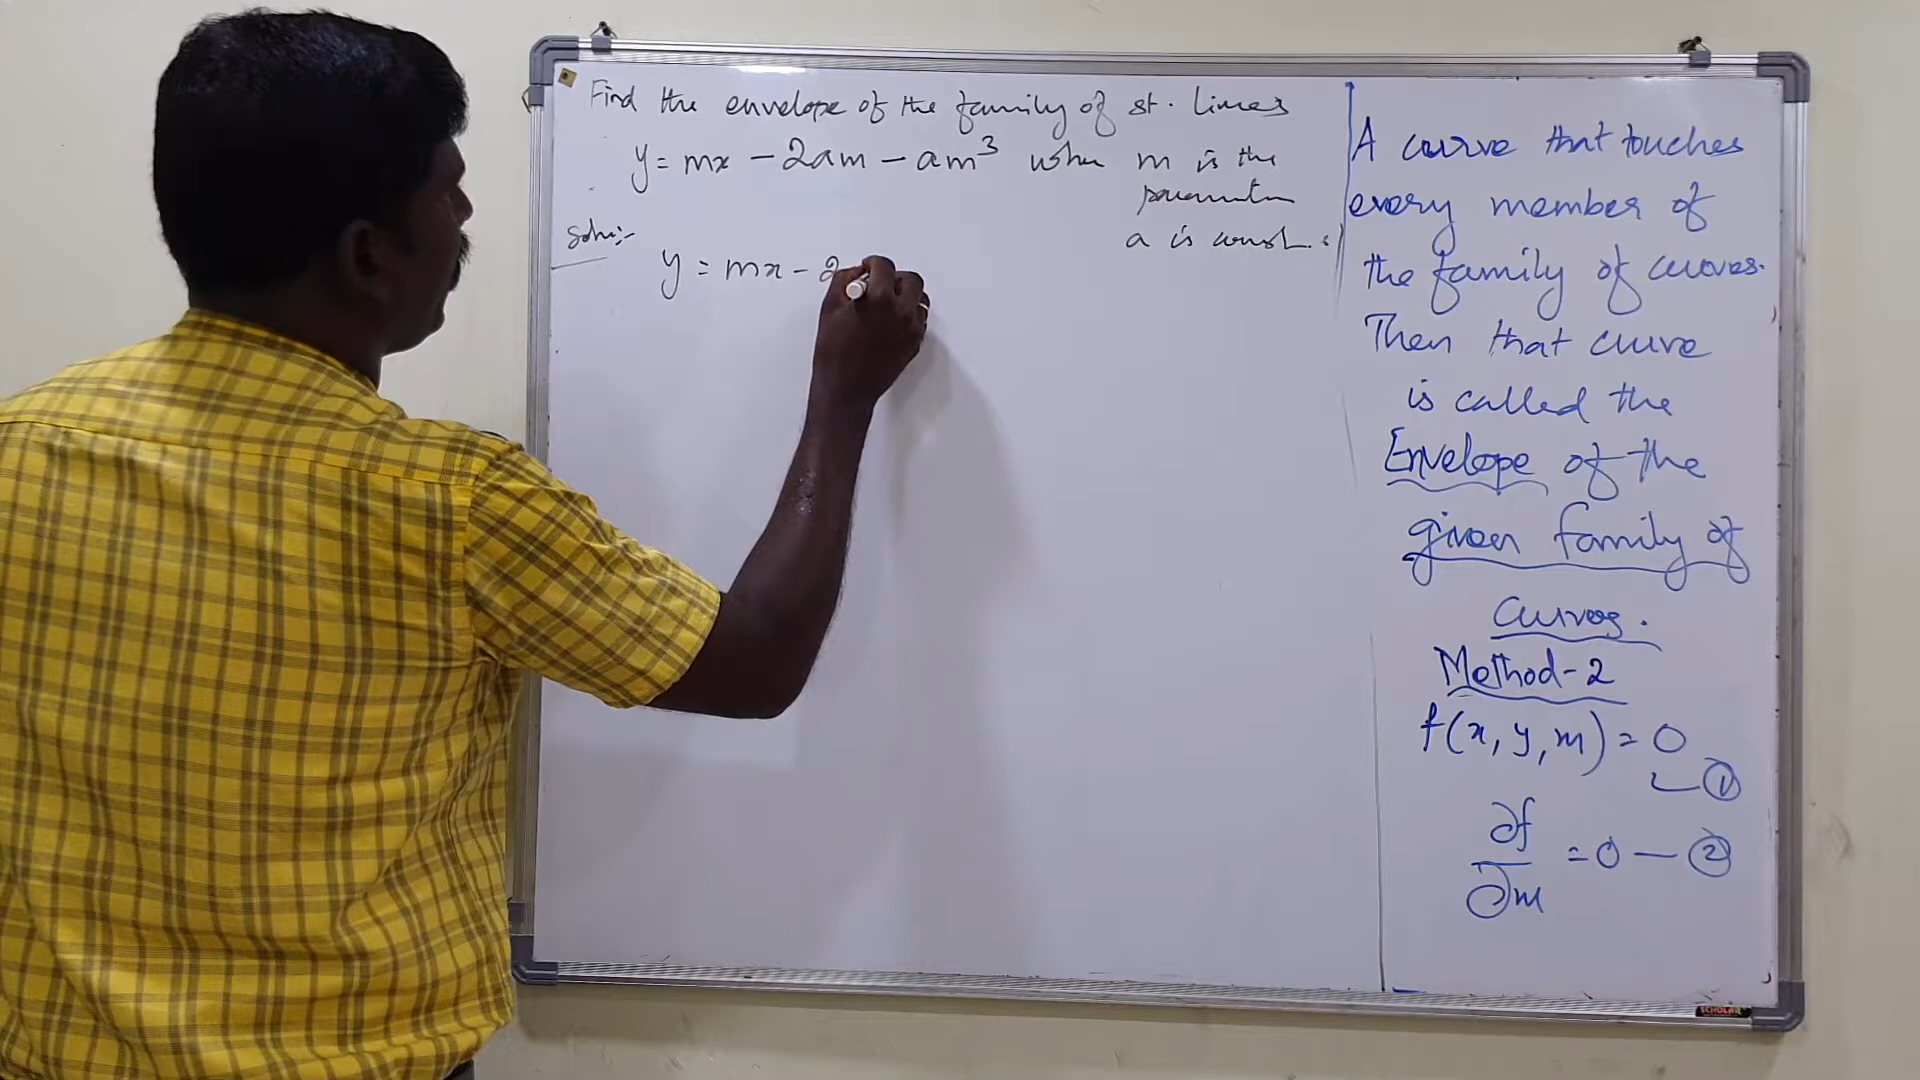 Find the envelope of the family of st. lines
y = mx - 2am - am³ when m is the
parameter
a is const.
Soln:-
y = mx - 2
A curve that touches
every member of
the family of curves.
Then that curve
is called the
Envelope of the
given family of
curves.
Method-2
f(x, y, m) = 0
①
∂f
= 0 — ②
∂m
SCHOLAR